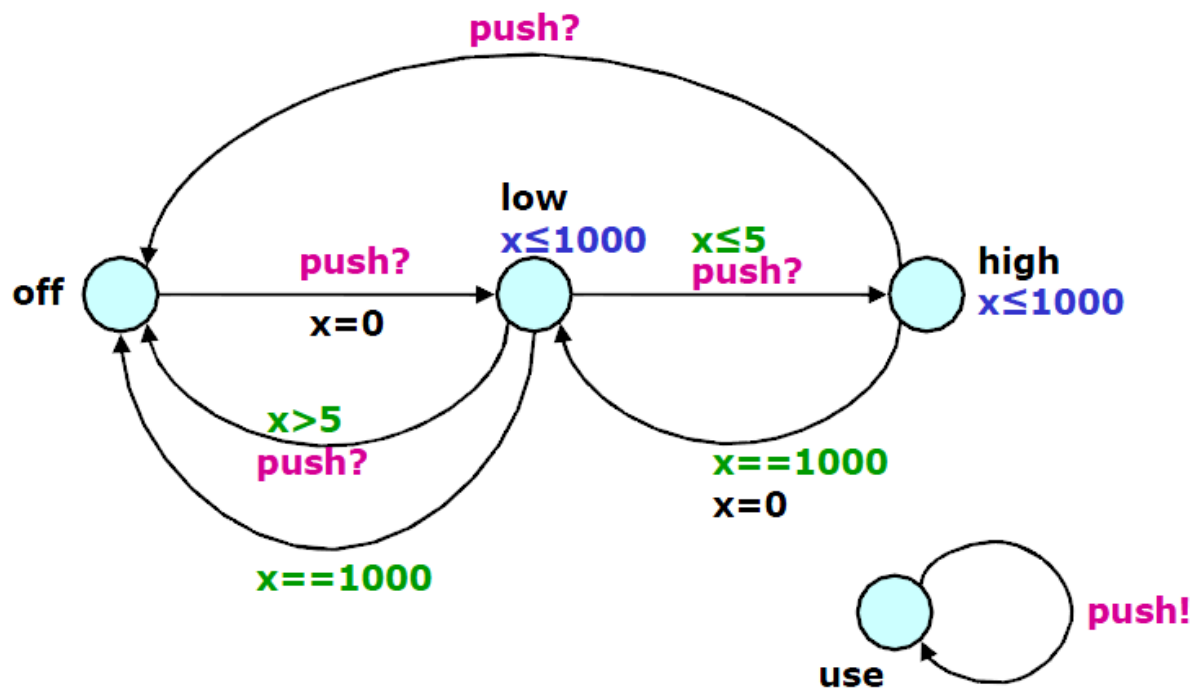 push?
low
x≤1000
x≤5
push?
push?
high
x≤1000
off
x=0
x>5
push?
x==1000
x=0
x==1000
push!
use